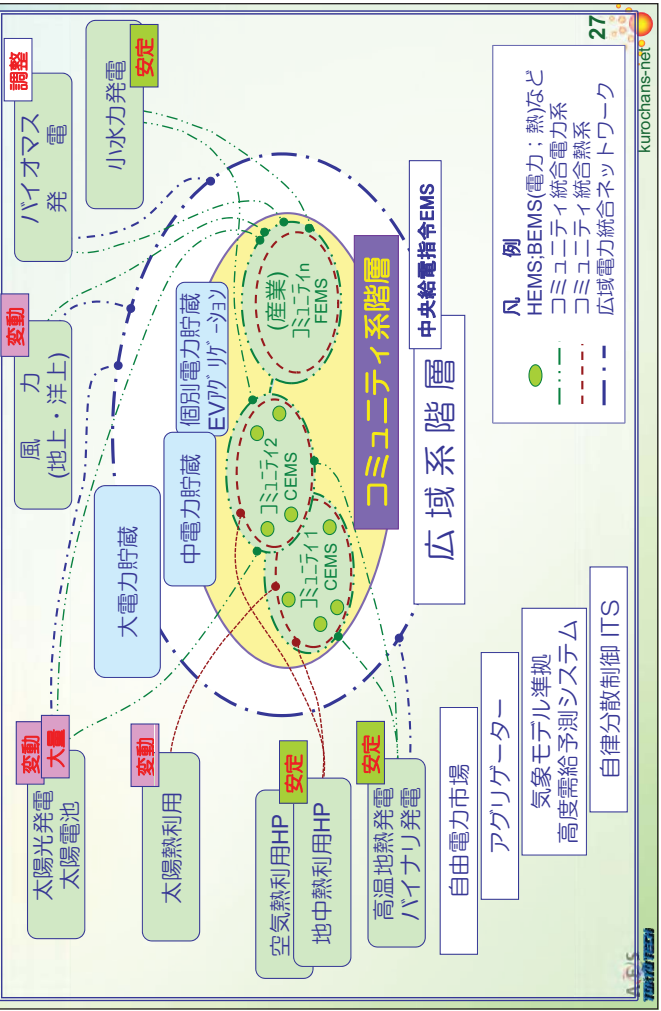 太陽光発電
太陽電池
変動
大量
風　力
(地上・洋上)
変動
バイオマス
発　電
調整
小水力発電
安定
太陽熱利用
変動
空気熱利用HP
地中熱利用HP
安定
高温地熱発電
バイナリ発電
安定
大電力貯蔵
中電力貯蔵
個別電力貯蔵
EVｱｸﾞﾘｹﾞｰｼｮﾝ
コミュニティ1
CEMS
コミュニティ2
CEMS
(産業)
コミュニティn
FEMS
コミュニティ系階層
中央給電指令EMS
広域系階層
自由電力市場
アグリゲーター
気象モデル準拠
高度需給予測システム
自律分散制御 ITS
凡　例
HEMS;BEMS(電力；熱)など
コミュニティ統合電力系
コミュニティ統合熱系
広域電力統合ネットワーク
A.E.S
TOKYO TECH
27
kurochans-net